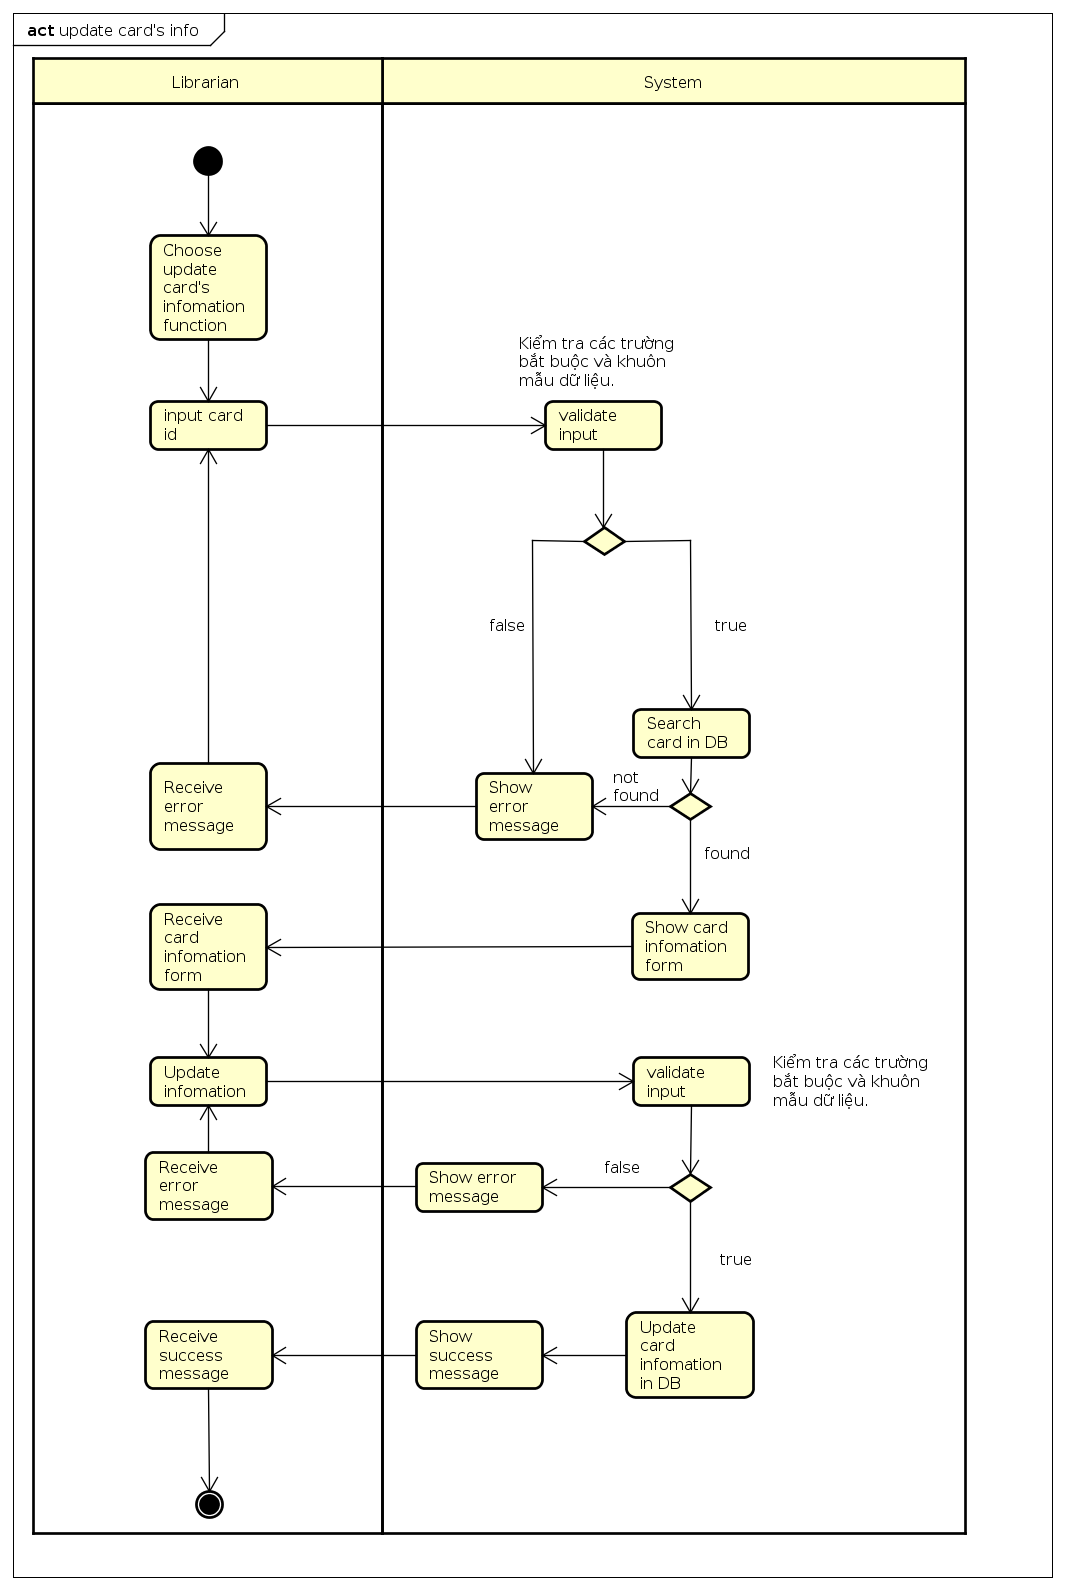 act update card's info
Librarian
System
Choose
update
card's
infomation
function
Kiểm tra các trường
bắt buộc và khuôn
mẫu dữ liệu.
input card
id
validate
input
false
true
Search
card in DB
not
found
Show
error
message
Receive
error
message
found
Receive
card
infomation
form
Show card
infomation
form
Update
infomation
validate
input
Kiểm tra các trường
bắt buộc và khuôn
mẫu dữ liệu.
false
Receive
error
message
Show error
message
true
Receive
success
message
Show
success
message
Update
card
infomation
in DB